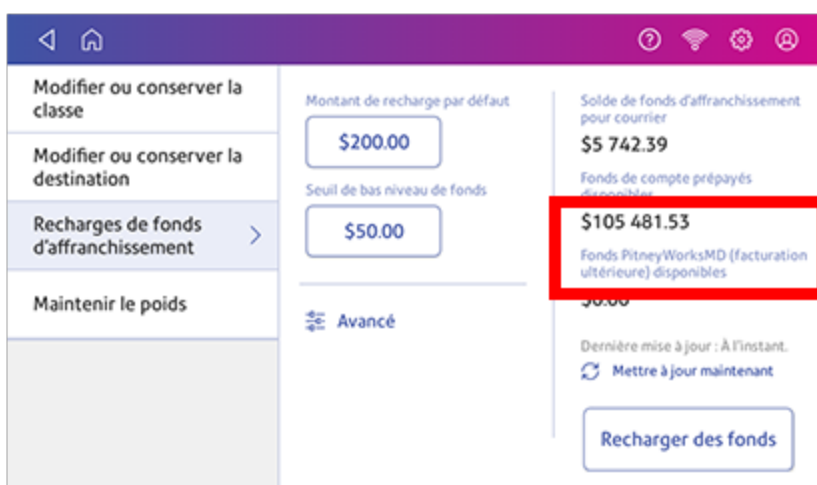 Modifier ou conserver la
classe
Modifier ou conserver la
destination
Recharges de fonds
d'affranchissement
Maintenir le poids
Montant de recharge par défaut
$200.00
Seuil de bas niveau de fonds
$50.00
Avancé
Solde de fonds d'affranchissement
pour courrier
$5 742.39
Fonds de compte prépayés
disponibles
$105 481.53
Fonds PitneyWorksMD (facturation
ultérieure) disponibles
$0.00
Dernière mise à jour : À l'instant.
Mettre à jour maintenant
Recharger des fonds